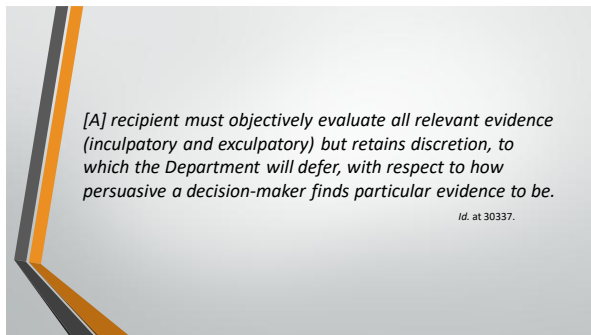 [A] recipient must objectively evaluate all relevant evidence
(inculpatory and exculpatory) but retains discretion, to
which the Department will defer, with respect to how
persuasive a decision-maker finds particular evidence to be.
Id. at 30337.